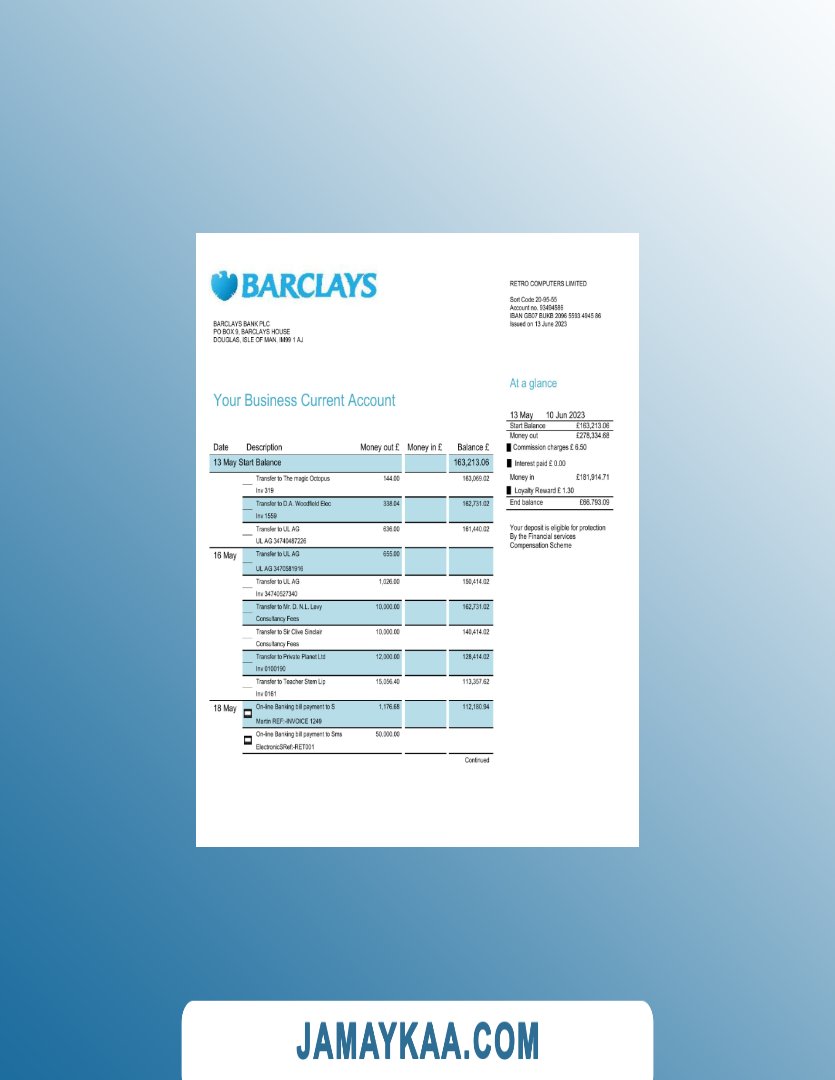 BARCLAYS
BARCLAYS BANK PLC
PO BOX 9, BARCLAYS HOUSE
DOUGLAS, ISLE OF MAN, IM99 1 AJ
RETRO COMPUTERS LIMITED
Sort Code 20-95-55
Account no. 93494586
IBAN GB07 BUKB 2096 5593 4945 86
Issued on 13 June 2023
At a glance
13 May 10 Jun 2023
Start Balance £163,213.06
Money out £278,334.68
Commission charges £ 6.50
Interest paid £ 0.00
Money in £181,914.71
Loyalty Reward £ 1.30
End balance £66.793.09
Your deposit is eligible for protection
By the Financial services
Compensation Scheme
Your Business Current Account
Date Description Money out £ Money in £ Balance £
13 May Start Balance 163,213.06
Transfer to The magic Octopus 144.00 163,069.02
Inv 319
Transfer to D.A. Woodfield Elec 338.04 162,731.02
Inv 1559
Transfer to UL AG 636.00 161,440.02
UL AG 34740487226
16 May Transfer to UL AG 655.00
UL AG 3470581916
Transfer to UL AG 1,026.00 150,414.02
Inv 34740527340
Transfer to Mr. D. N.L. Levy 10,000.00 162,731.02
Consultancy Fees
Transfer to Sir Clive Sinclair 10,000.00 140,414.02
Consultancy Fees
Transfer to Private Planet Ltd 12,000.00 128,414.02
Inv 0100190
Transfer to Teacher Stem Lip 15,056.40 113,357.62
Inv 0161
18 May On-line Banking bill payment to S 1,176.68 112,180.94
Martin REF:-INVOICE 1249
On-line Banking bill payment to Sms 50.000.00
ElectronicSRef:-RET001
Continued
JAMAYKAA.COM